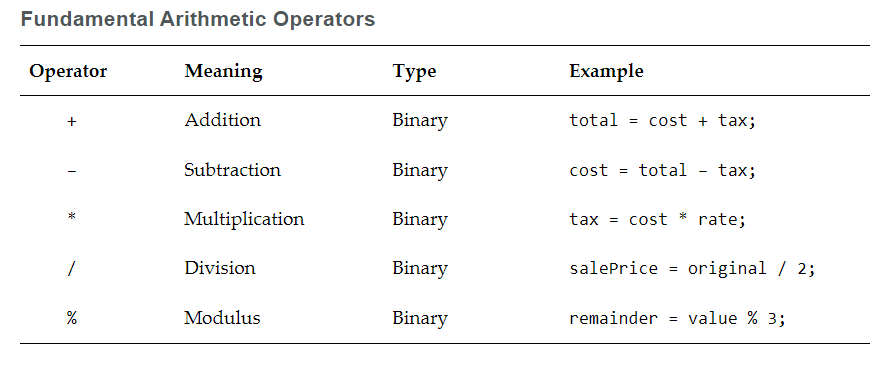 Fundamental Arithmetic Operators
Operator Meaning Type Example
+ Addition Binary total = cost + tax;
– Subtraction Binary cost = total – tax;
* Multiplication Binary tax = cost * rate;
/ Division Binary salePrice = original / 2;
% Modulus Binary remainder = value % 3;